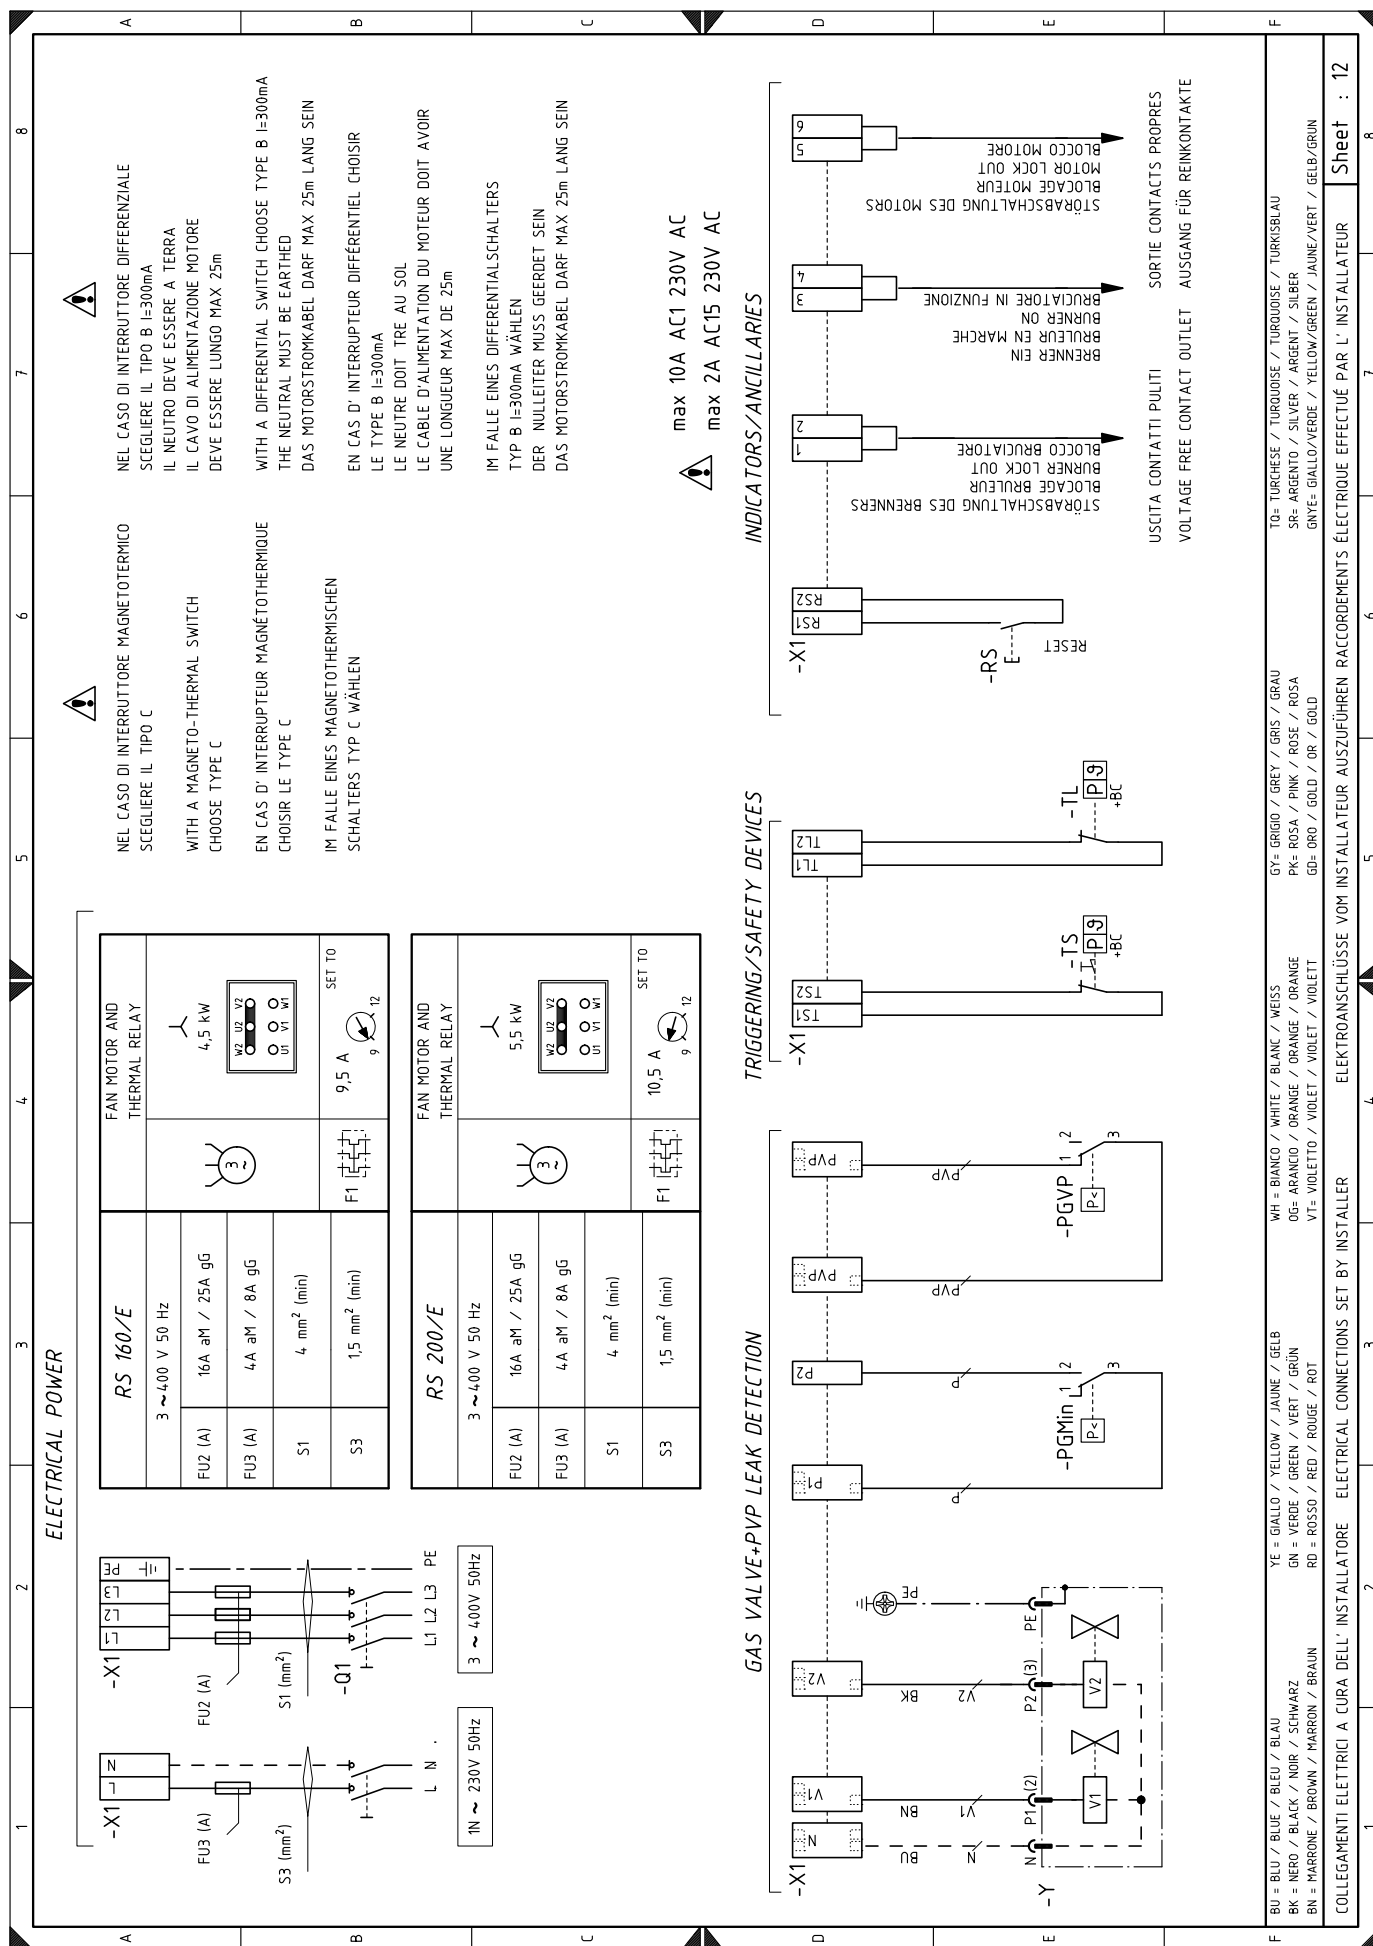 1 2 3 4 5 6 7 8
A
B
C
D
E
F
ELECTRICAL POWER
-X1
L N
FU3 (A)
S3 (mm²)
L N .
1N ~ 230V 50Hz
-X1
L1 L2 L3 PE
FU2 (A)
S1 (mm²)
-Q1
L1 L2 L3 PE
3 ~ 400V 50Hz
RS 160/E
3 ~ 400 V 50 Hz
FU2 (A) 16A aM / 25A gG
FU3 (A) 4A aM / 8A gG
S1 4 mm² (min)
S3 1,5 mm² (min)
FAN MOTOR AND
THERMAL RELAY
3 ~
4,5 kW
W2 U2 V2
U1 V1 W1
F1
9,5 A
SET TO
9 12
RS 200/E
3 ~ 400 V 50 Hz
FU2 (A) 16A aM / 25A gG
FU3 (A) 4A aM / 8A gG
S1 4 mm² (min)
S3 1,5 mm² (min)
FAN MOTOR AND
THERMAL RELAY
3 ~
5,5 kW
W2 U2 V2
U1 V1 W1
F1
10,5 A
SET TO
9 12
NEL CASO DI INTERRUTTORE MAGNETOTERMICO
SCEGLIERE IL TIPO C
WITH A MAGNETO-THERMAL SWITCH
CHOOSE TYPE C
EN CAS D' INTERRUPTEUR MAGNÉTOTHERMIQUE
CHOISIR LE TYPE C
IM FALLE EINES MAGNETOTHERMISCHEN
SCHALTERS TYP C WÄHLEN
NEL CASO DI INTERRUTTORE DIFFERENZIALE
SCEGLIERE IL TIPO B I=300mA
IL NEUTRO DEVE ESSERE A TERRA
IL CAVO DI ALIMENTAZIONE MOTORE
DEVE ESSERE LUNGO MAX 25m
WITH A DIFFERENTIAL SWITCH CHOOSE TYPE B I=300mA
THE NEUTRAL MUST BE EARTHED
DAS MOTORSTROMKABEL DARF MAX 25m LANG SEIN
EN CAS D' INTERRUPTEUR DIFFÉRENTIEL CHOISIR
LE TYPE B I=300mA
LE NEUTRE DOIT TRE AU SOL
LE CABLE D'ALIMENTATION DU MOTEUR DOIT AVOIR
UNE LONGUEUR MAX DE 25m
IM FALLE EINES DIFFERENTIALSCHALTERS
TYP B I=300mA WÄHLEN
DER NULLEITER MUSS GEERDET SEIN
DAS MOTORSTROMKABEL DARF MAX 25m LANG SEIN
max 10A AC1 230V AC
max 2A AC15 230V AC
GAS VALVE+PVP LEAK DETECTION
-X1
N V1 V2 P1 P2 PVP PVP
BU BN BK PE
N V1 V2 P P PVP PVP
-Y
N P1 (2) P2 (3) PE
V1 V2
-PGMin
P<
1 2
3
-PGVP
P<
1 2
3
TRIGGERING/SAFETY DEVICES
-X1
TS1 TS2 TL1 TL2
-TS
P ϑ
+BC
-TL
P ϑ
+BC
INDICATORS/ANCILLARIES
-X1
RS1 RS2 1 2 3 4 5 6
-RS
RESET
BLOCCO BRUCIATORE
BURNER LOCK OUT
BLOCAGE BRULEUR
STÖRABSCHALTUNG DES BRENNERS
BRUCIATORE IN FUNZIONE
BURNER ON
BRULEUR EN MARCHE
BRENNER EIN
BLOCCO MOTORE
MOTOR LOCK OUT
BLOCAGE MOTEUR
STÖRABSCHALTUNG DES MOTORS
USCITA CONTATTI PULITI SORTIE CONTACTS PROPRES
VOLTAGE FREE CONTACT OUTLET AUSGANG FÜR REINKONTAKTE
BU = BLU / BLUE / BLEU / BLAU
BK = NERO / BLACK / NOIR / SCHWARZ
BN = MARRONE / BROWN / MARRON / BRAUN
YE = GIALLO / YELLOW / JAUNE / GELB
GN = VERDE / GREEN / VERT / GRÜN
RD = ROSSO / RED / ROUGE / ROT
WH = BIANCO / WHITE / BLANC / WEISS
OG= ARANCIO / ORANGE / ORANGE / ORANGE
VT= VIOLETTO / VIOLET / VIOLET / VIOLETT
GY= GRIGIO / GREY / GRIS / GRAU
PK= ROSA / PINK / ROSE / ROSA
GD= ORO / GOLD / OR / GOLD
TQ= TURCHESE / TURQUOISE / TURQUOISE / TURKISBLAU
SR= ARGENTO / SILVER / ARGENT / SILBER
GNYE= GIALLO/VERDE / YELLOW/GREEN / JAUNE/VERT / GELB/GRUN
COLLEGAMENTI ELETTRICI A CURA DELL' INSTALLATORE ELECTRICAL CONNECTIONS SET BY INSTALLER ELEKTROANSCHLÜSSE VOM INSTALLATEUR AUSZUFÜHREN RACCORDEMENTS ÉLECTRIQUE EFFECTUÉ PAR L' INSTALLATEUR
Sheet : 12
1 2 3 4 5 6 7 8
A
B
C
D
E
F